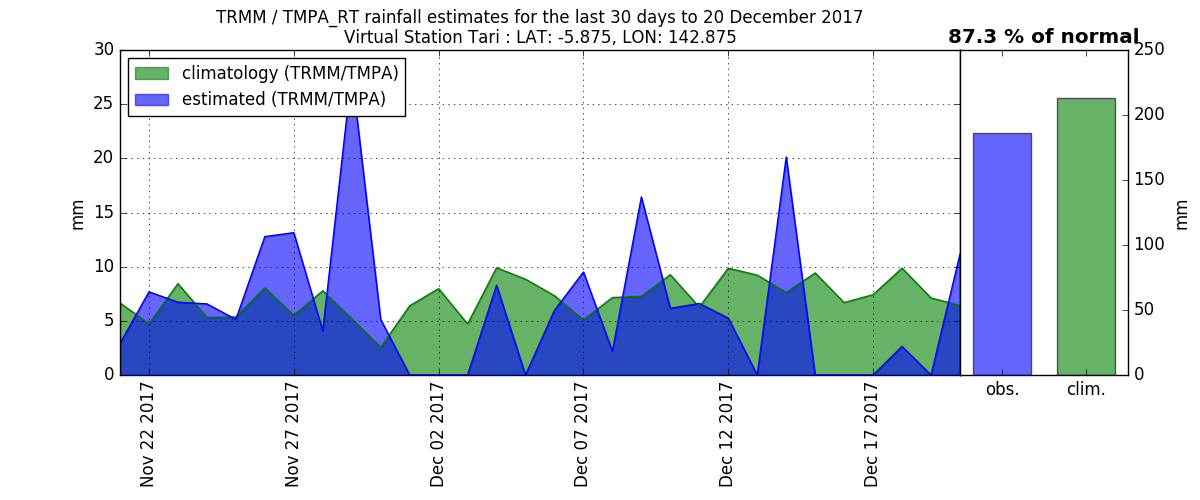 TRMM / TMPA_RT rainfall estimates for the last 30 days to 20 December 2017
Virtual Station Tari : LAT: -5.875, LON: 142.875
87.3 % of normal
climatology (TRMM/TMPA)
estimated (TRMM/TMPA)
30
25
20
15
10
5
0
mm
250
200
150
100
50
0
mm
Nov 22 2017
Nov 27 2017
Dec 02 2017
Dec 07 2017
Dec 12 2017
Dec 17 2017
obs.
clim.